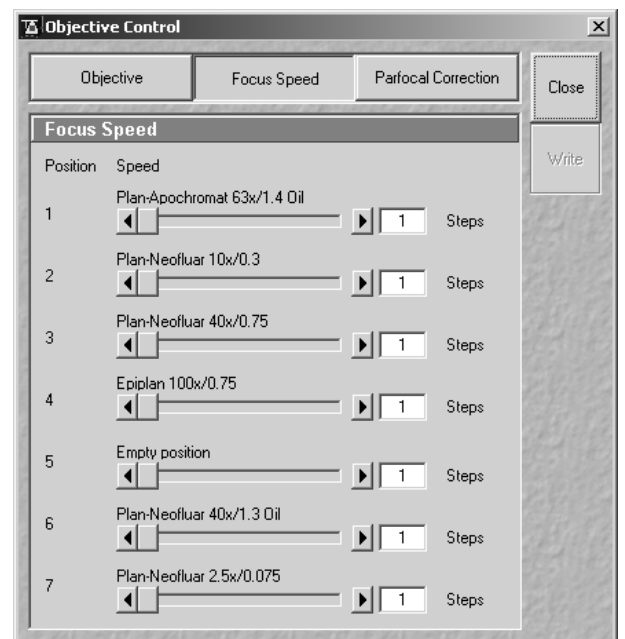 Objective Control
Objective Focus Speed Parfocal Correction Close
Focus Speed
Write
Position Speed
Plan-Apochromat 63x/1.4 Oil
1 1 Steps
Plan-Neofluar 10x/0.3
2 1 Steps
Plan-Neofluar 40x/0.75
3 1 Steps
Epiplan 100x/0.75
4 1 Steps
Empty position
5 1 Steps
Plan-Neofluar 40x/1.3 Oil
6 1 Steps
Plan-Neofluar 2.5x/0.075
7 1 Steps